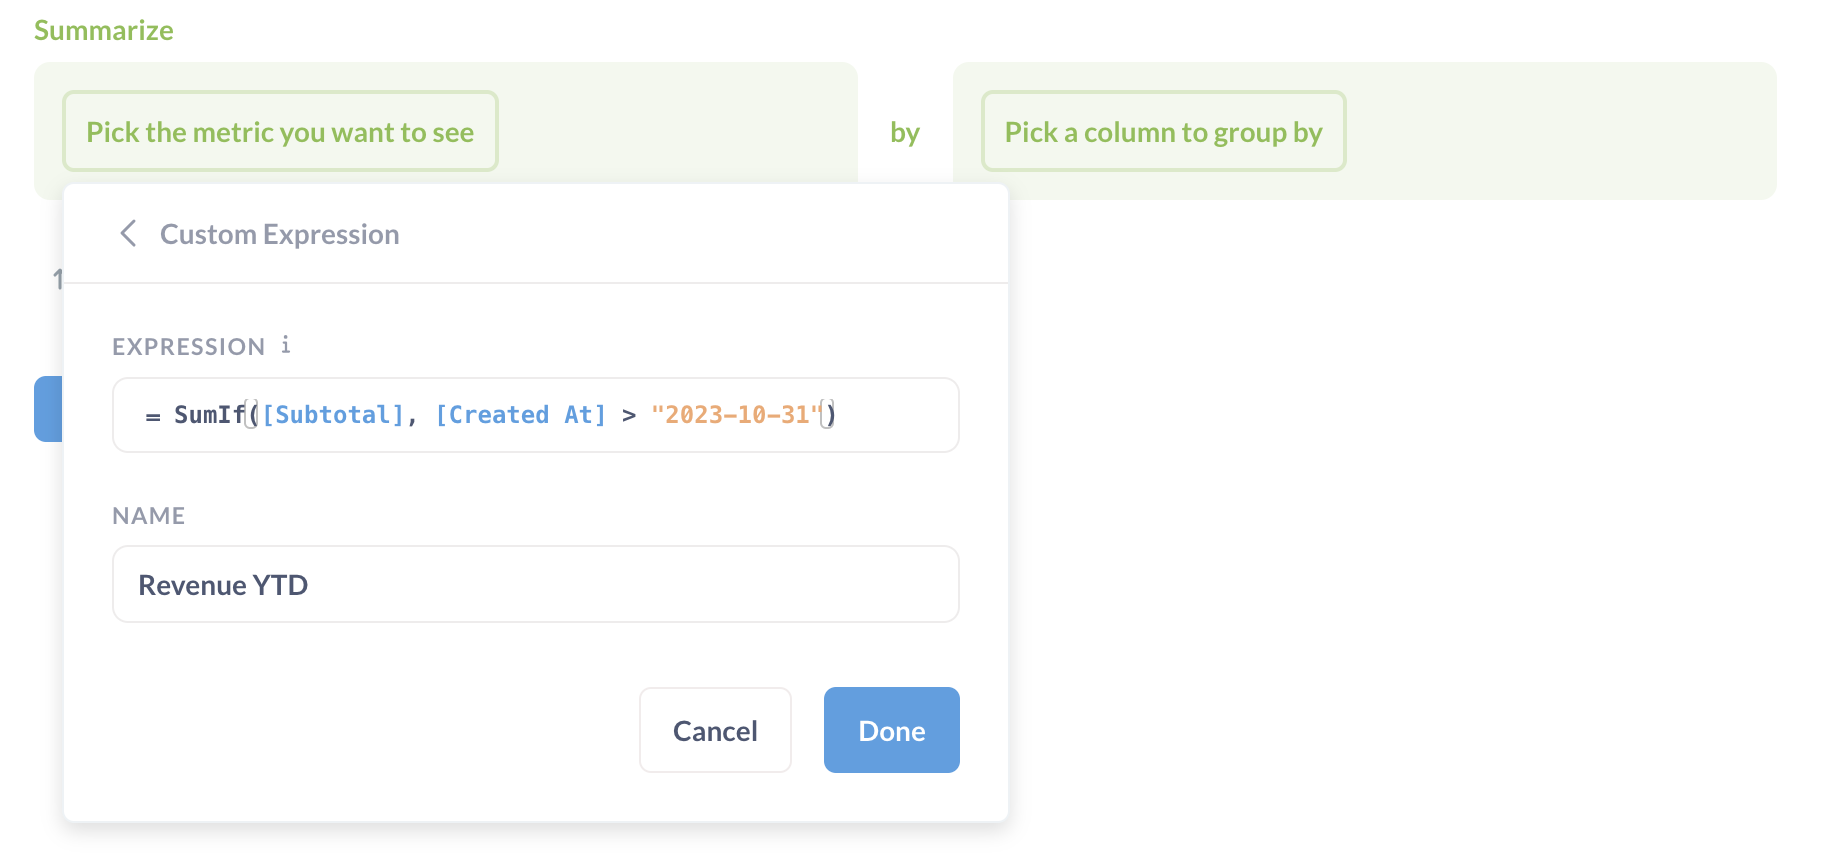 Summarize
Pick the metric you want to see
by
Pick a column to group by
Custom Expression
1
EXPRESSION i
= SumIf([Subtotal], [Created At] > "2023-10-31")
NAME
Revenue YTD
Cancel
Done